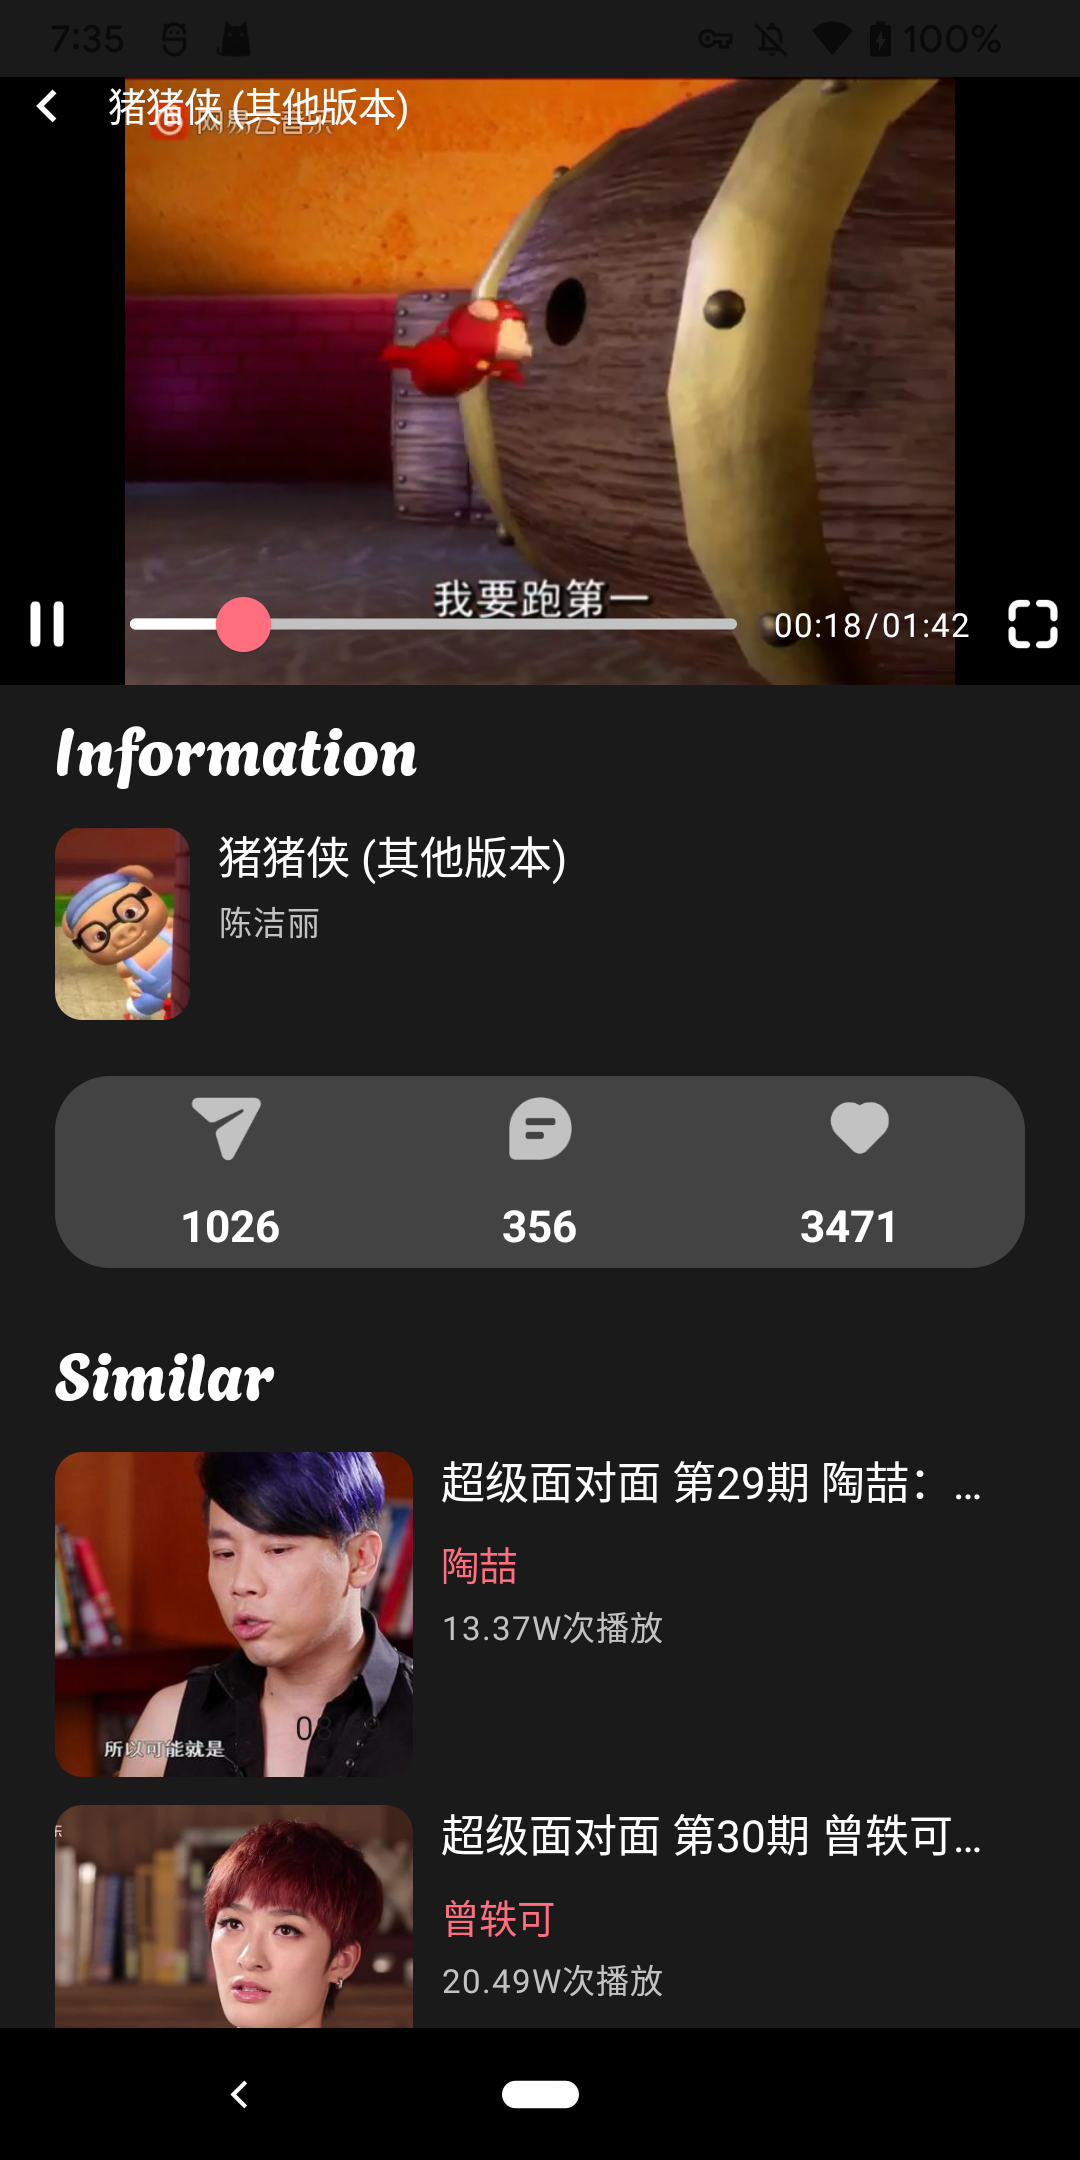 7:35
100%
猪猪侠 (其他版本)
网易云音乐
我要跑第一
00:18/01:42
Information
猪猪侠 (其他版本)
陈洁丽
1026
356
3471
Similar
超级面对面 第29期 陶喆：...
陶喆
13.37W次播放
所以可能就是
超级面对面 第30期 曾轶可...
曾轶可
20.49W次播放